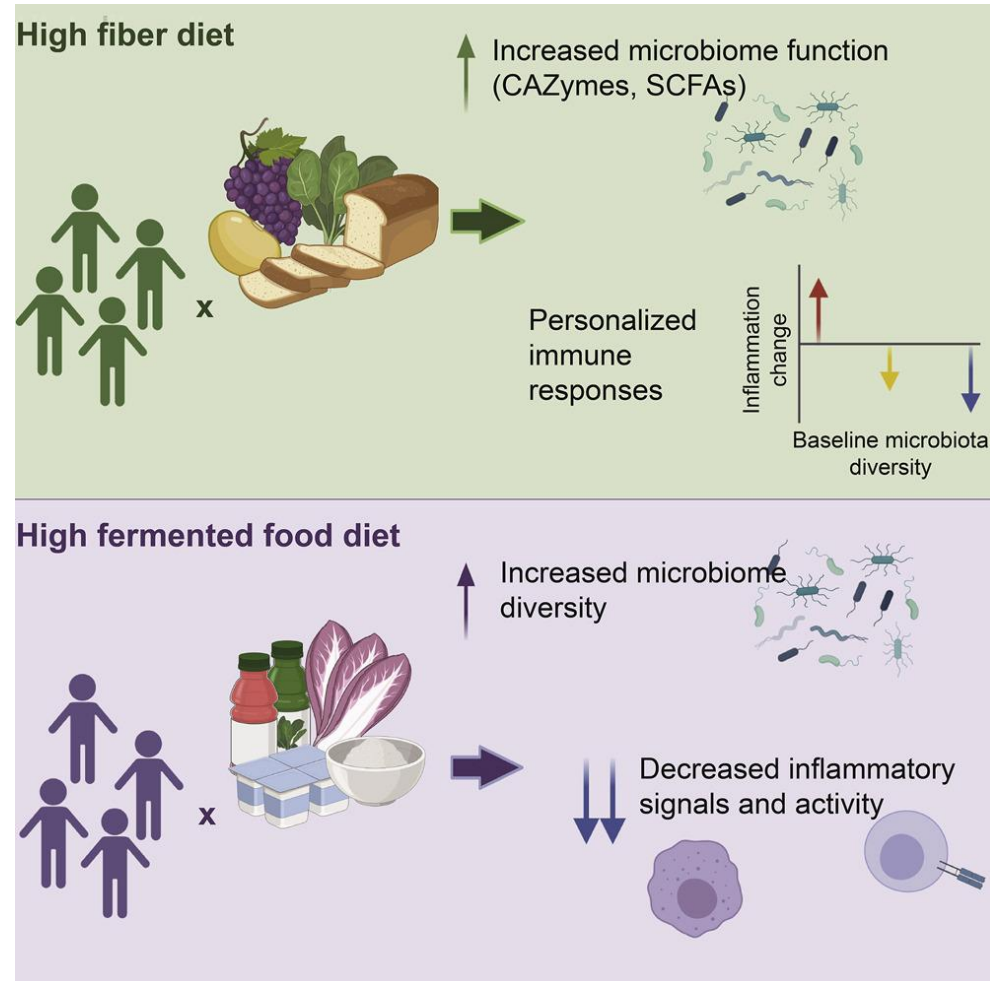 High fiber diet
Increased microbiome function
(CAZymes, SCFAs)
x
Personalized
immune
responses
Inflammation
change
Baseline microbiota
diversity
High fermented food diet
Increased microbiome
diversity
x
Decreased inflammatory
signals and activity